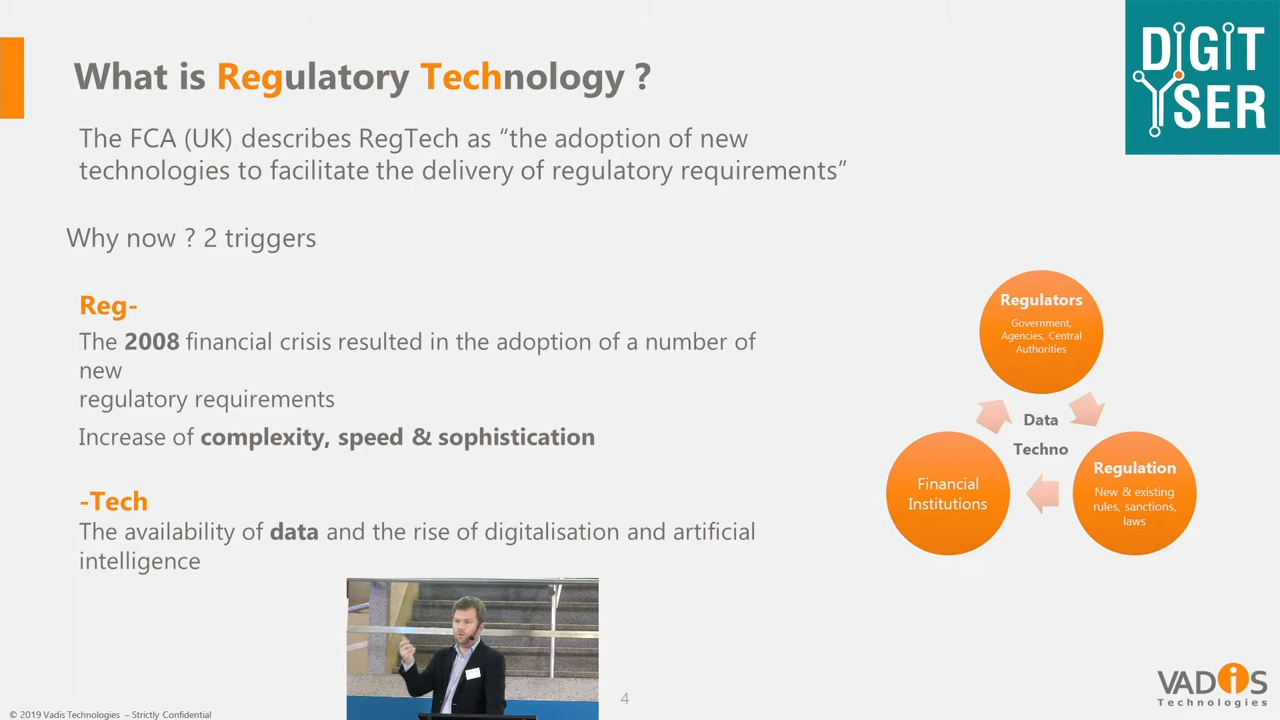 What is Regulatory Technology ?
DIGIT
YSER
The FCA (UK) describes RegTech as “the adoption of new
technologies to facilitate the delivery of regulatory requirements”
Why now ? 2 triggers
Reg-
The 2008 financial crisis resulted in the adoption of a number of
new
regulatory requirements
Increase of complexity, speed & sophistication
-Tech
The availability of data and the rise of digitalisation and artificial
intelligence
Regulators
Government,
Agencies, Central
Authorities
Data
Techno
Regulation
New & existing
rules, sanctions,
laws
Financial
Institutions
4
VADiS
Technologies
© 2019 Vadis Technologies – Strictly Confidential